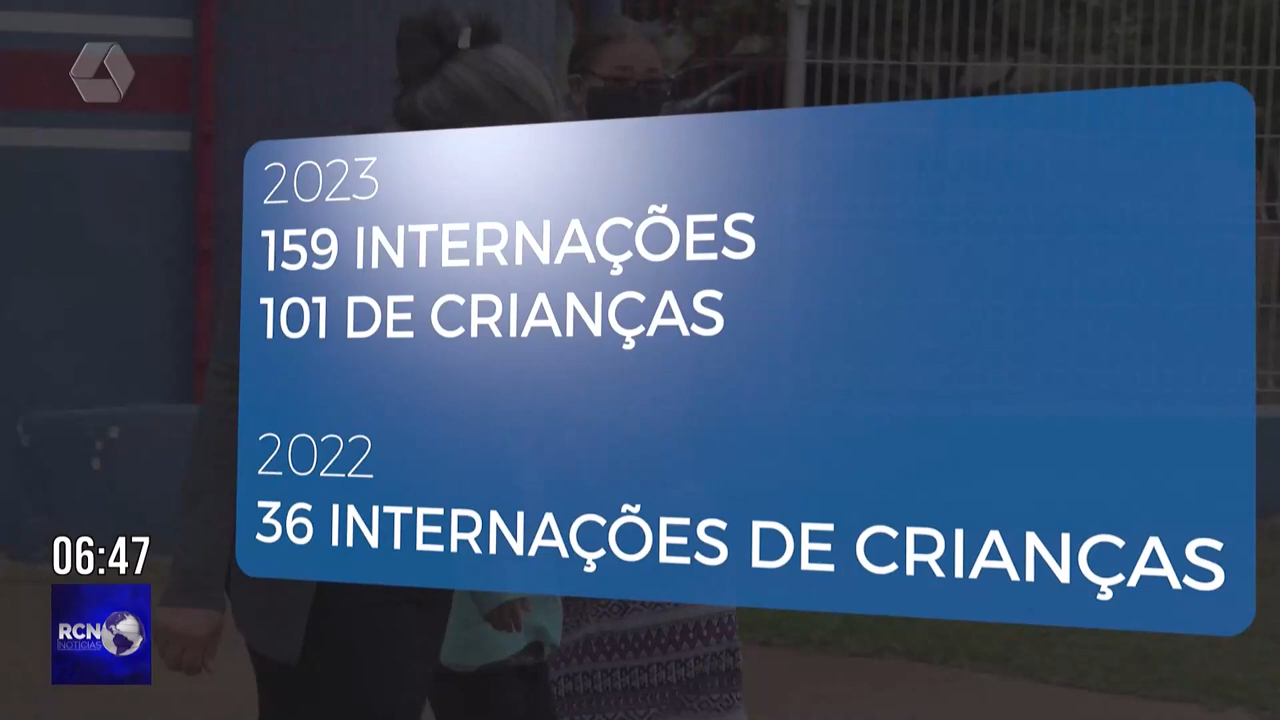 2023
159 INTERNAÇÕES
101 DE CRIANÇAS
2022
36 INTERNAÇÕES DE CRIANÇAS
06:47
RCN
NOTÍCIAS